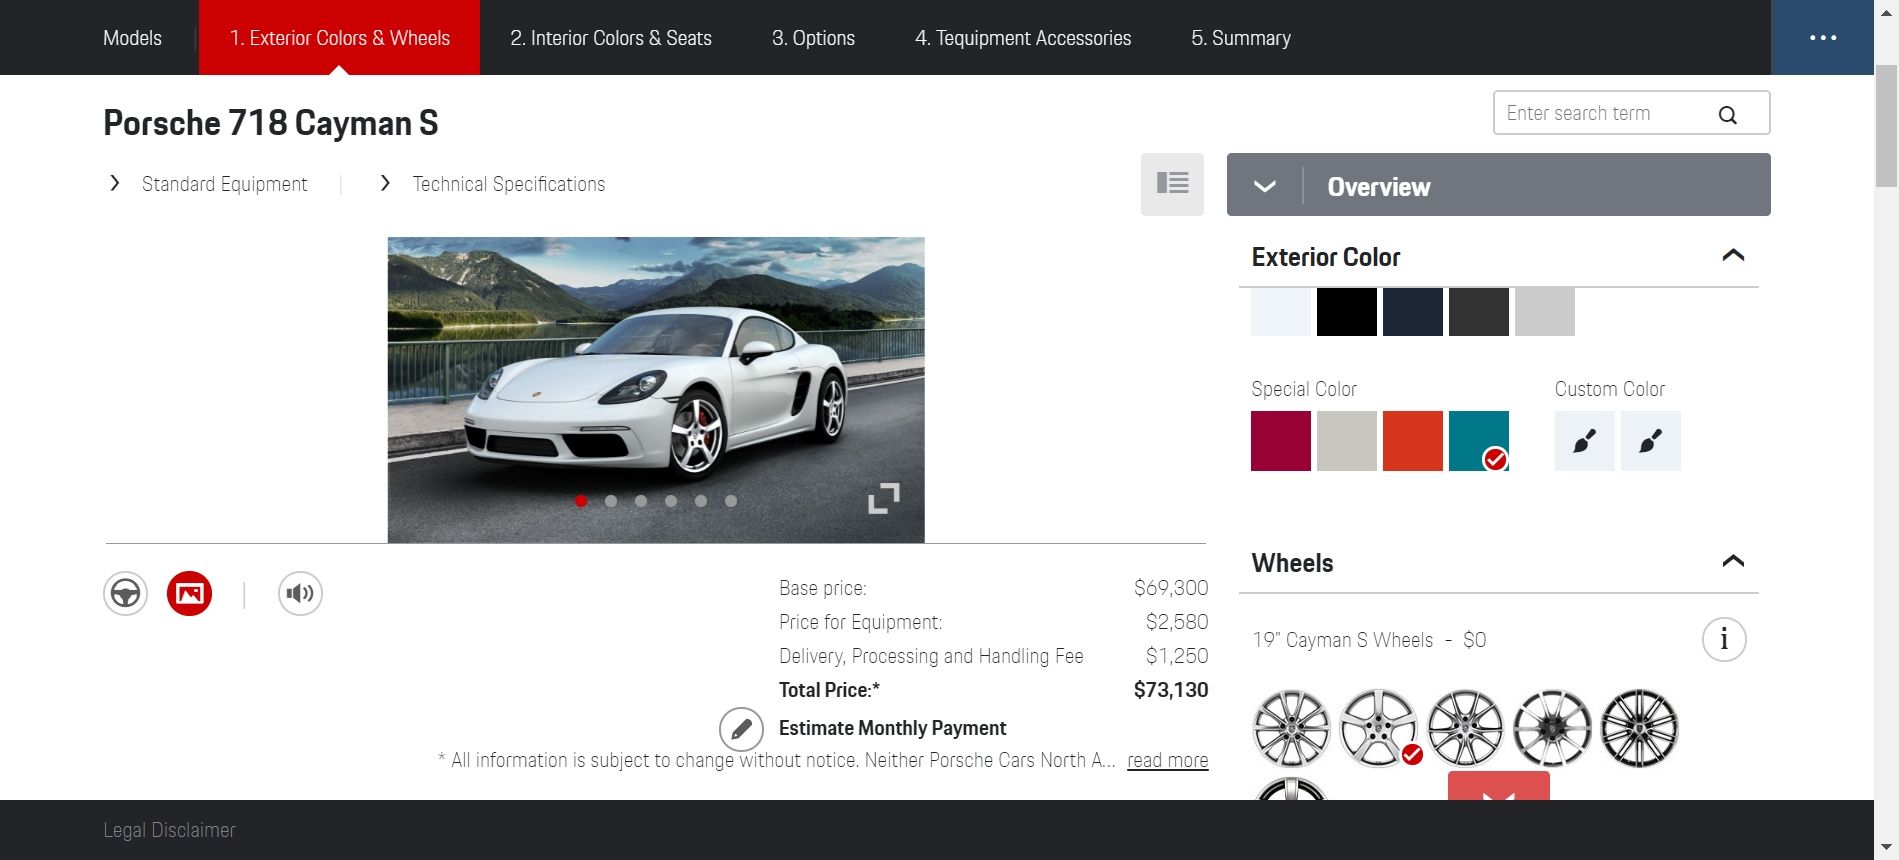 Models
1. Exterior Colors & Wheels
2. Interior Colors & Seats
3. Options
4. Tequipment Accessories
5. Summary
Porsche 718 Cayman S
Enter search term
Standard Equipment
Technical Specifications
Overview
Exterior Color
Special Color
Custom Color
Wheels
19" Cayman S Wheels - $0
i
Base price: $69,300
Price for Equipment: $2,580
Delivery, Processing and Handling Fee $1,250
Total Price:* $73,130
Estimate Monthly Payment
* All information is subject to change without notice. Neither Porsche Cars North A... read more
Legal Disclaimer